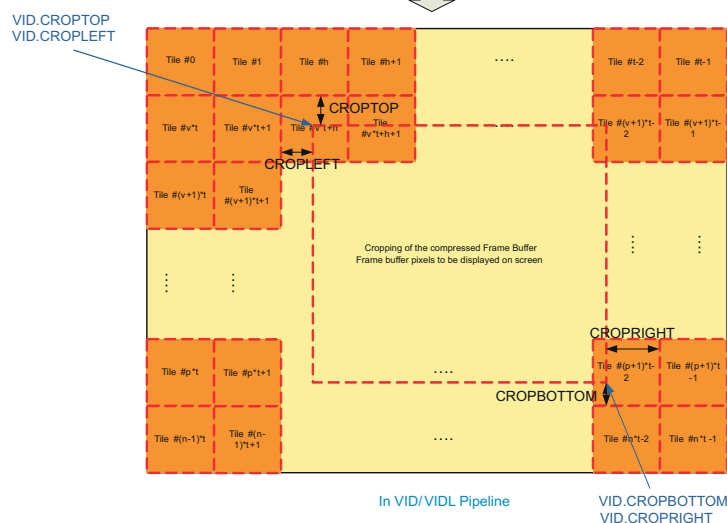 VID.CROPTOP
VID.CROPLEFT
Tile #0
Tile #1
Tile #h
Tile #h+1
....
Tile #t-2
Tile #t-1
CROPTOP
Tile #v*t
Tile #v*t+1
Tile #v*t+h
Tile
#v*t+h+1
....
Tile #(v+1)*t-
2
Tile #(v+1)*t-
1
CROPLEFT
Tile #(v+1)*t
Tile
#(v+1)*t+1
Cropping of the compressed Frame Buffer
Frame buffer pixels to be displayed on screen
....
....
....
....
CROPRIGHT
Tile #p*t
Tile #p*t+1
....
Tile #(p+1)*t-
2
Tile #(p+1)*t
-1
CROPBOTTOM
Tile #(n-1)*t
Tile #(n-
1)*t+1
....
Tile #n*t-2
Tile #n*t -1
In VID/VIDL Pipeline
VID.CROPBOTTOM
VID.CROPRIGHT